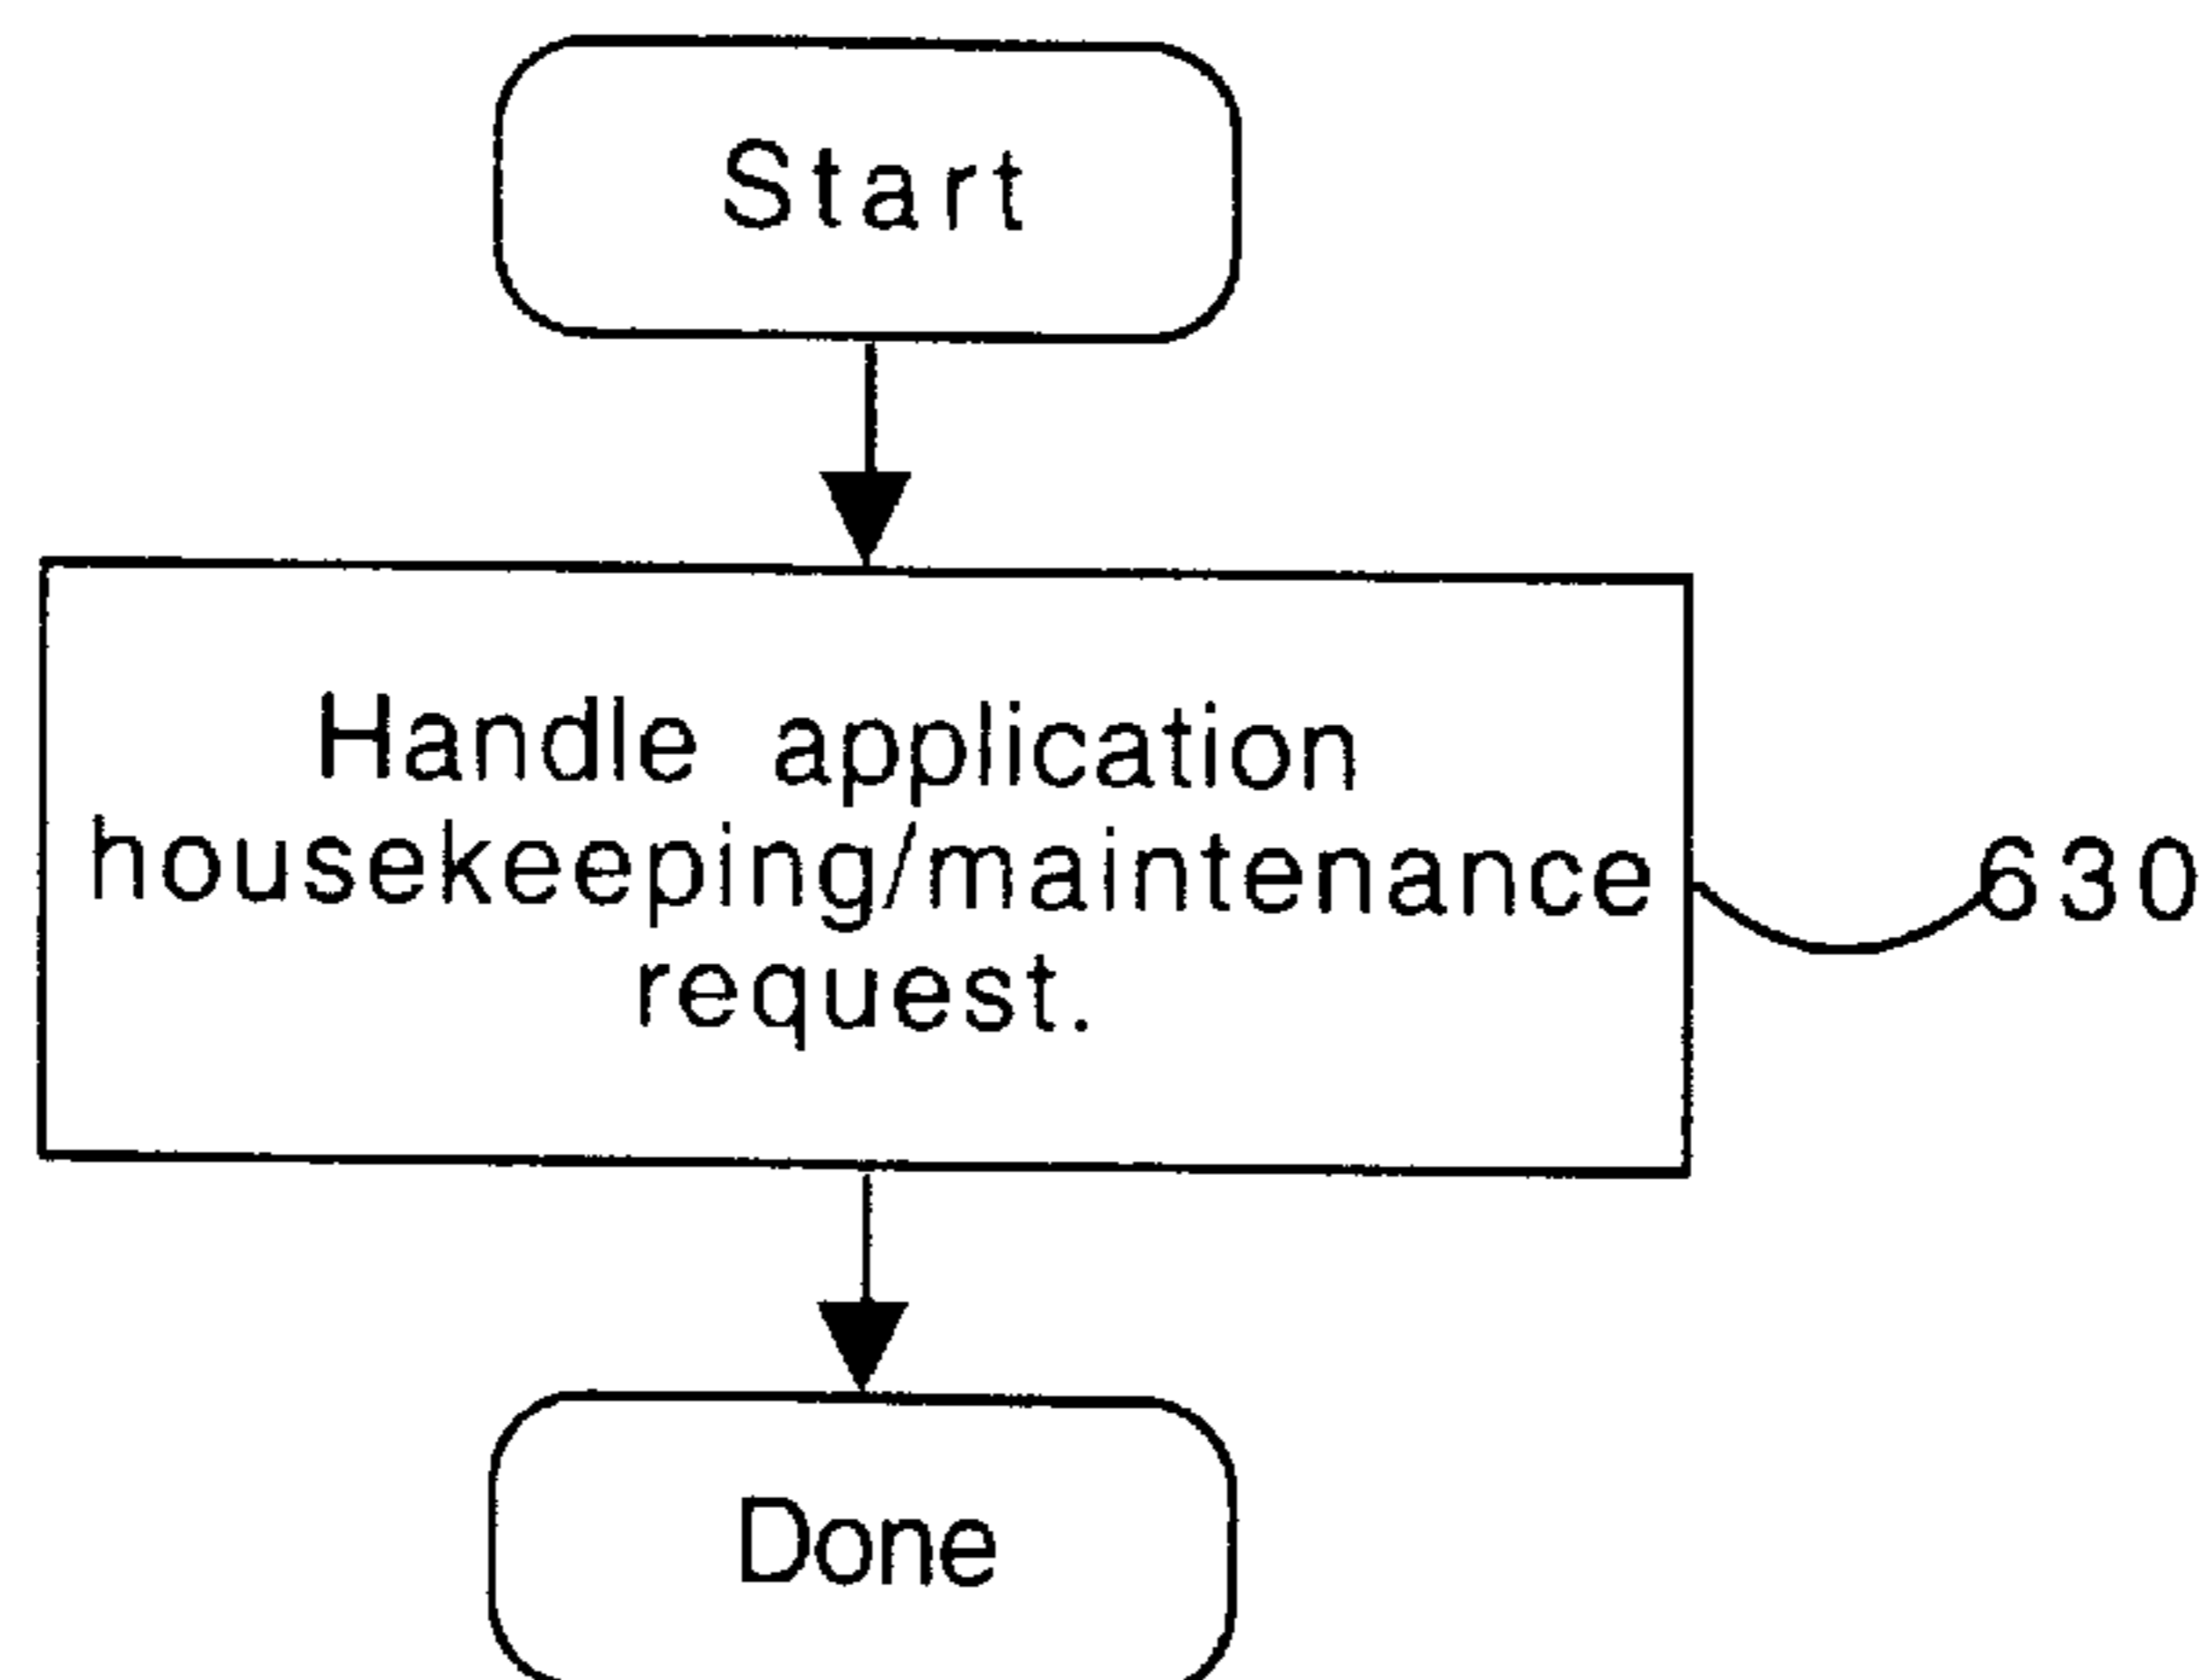 Start
Handle application
housekeeping/maintenance
request.
630
Done